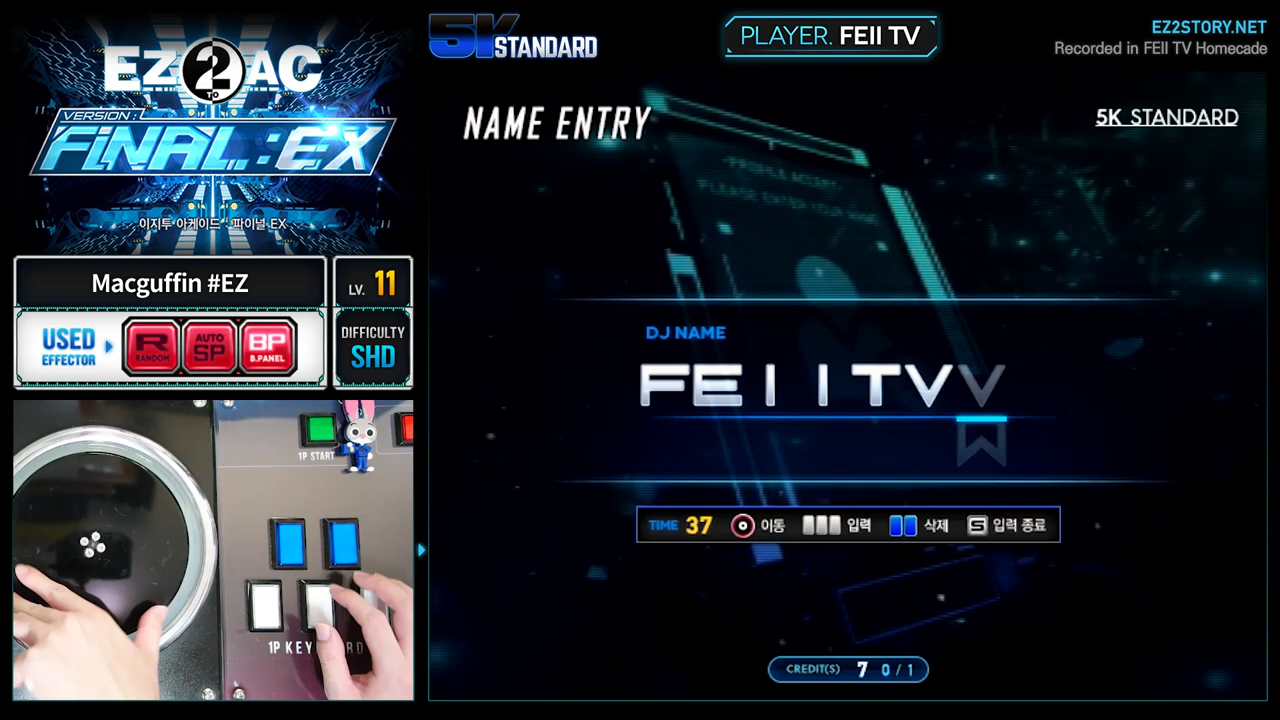 EZ2AC
TO
VERSION :
FINAL : EX
이지투 아케이드 : 파이널 EX
Macguffin #EZ
LV. 11
USED
EFFECTOR
R
RANDOM
AUTO
SP
BP
B.PANEL
DIFFICULTY
SHD
1P START
1P KEY
5K STANDARD
PLAYER. FEII TV
EZ2STORY.NET
Recorded in FEII TV Homecade
NAME ENTRY
5K STANDARD
DJ NAME
FEIITVV
TIME 37 이동 입력 삭제 S 입력 종료
CREDIT(S) 7 0 / 1